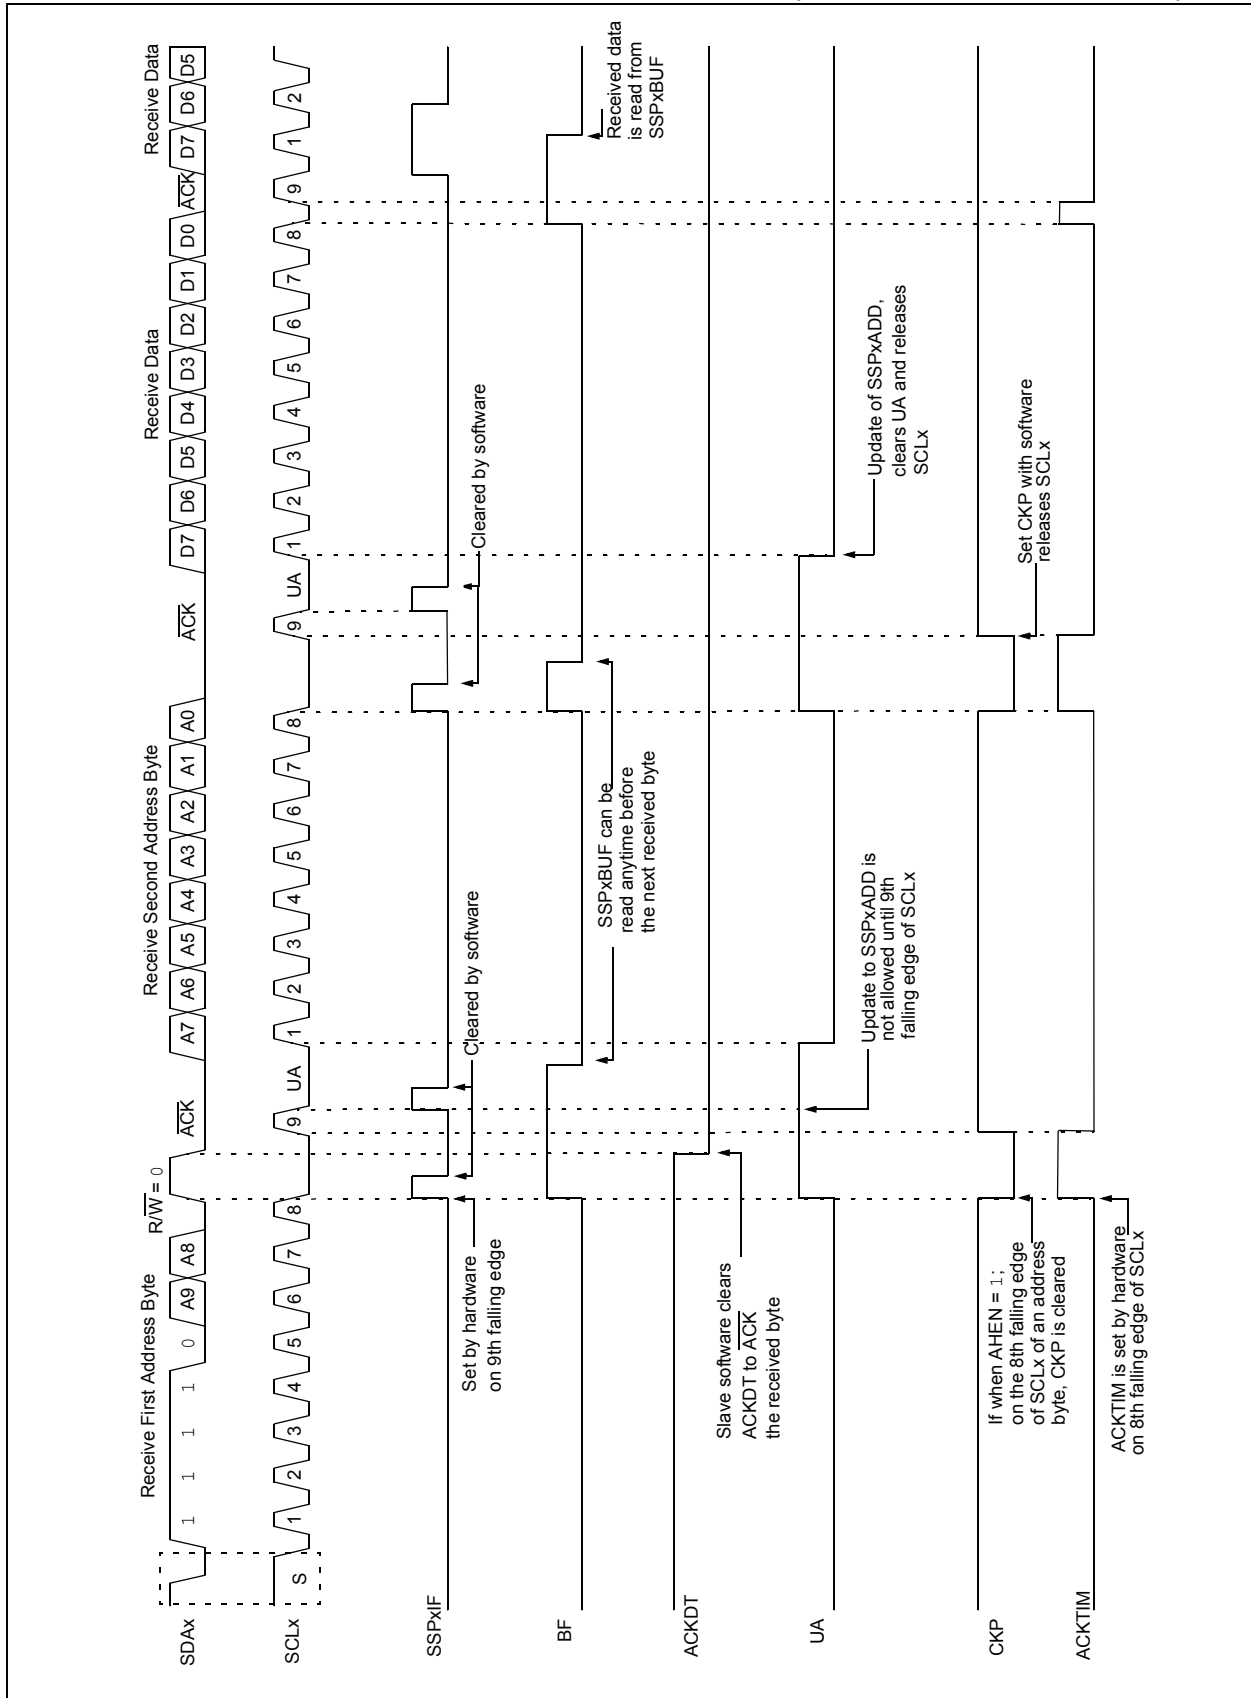 Receive First Address Byte
R/W = 0
ACK
Receive Second Address Byte
ACK
Receive Data
ACK
Receive Data
SDAx
1 1 1 1 0 A9 A8
A7 A6 A5 A4 A3 A2 A1 A0
D7 D6 D5 D4 D3 D2 D1 D0
D7 D6 D5
SCLx
S 1 2 3 4 5 6 7 8 9 UA 1 2 3 4 5 6 7 8 9 UA 1 2 3 4 5 6 7 8 9 1 2
SSPxIF
Set by hardware
on 9th falling edge
Cleared by software
Cleared by software
BF
SSPxBUF can be
read anytime before
the next received byte
Received data
is read from
SSPxBUF
ACKDT
Slave software clears
ACKDT to ACK
the received byte
UA
Update to SSPxADD is
not allowed until 9th
falling edge of SCLx
Update of SSPxADD,
clears UA and releases
SCLx
CKP
If when AHEN = 1;
on the 8th falling edge
of SCLx of an address
byte, CKP is cleared
Set CKP with software
releases SCLx
ACKTIM
ACKTIM is set by hardware
on 8th falling edge of SCLx